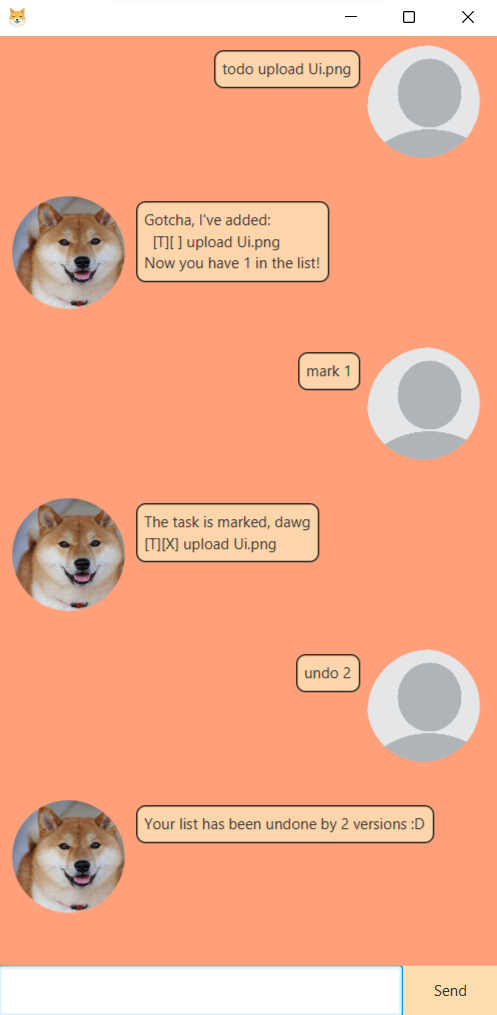 todo upload Ui.png
Gotcha, I've added:
[T][ ] upload Ui.png
Now you have 1 in the list!
mark 1
The task is marked, dawg
[T][X] upload Ui.png
undo 2
Your list has been undone by 2 versions :D
Send